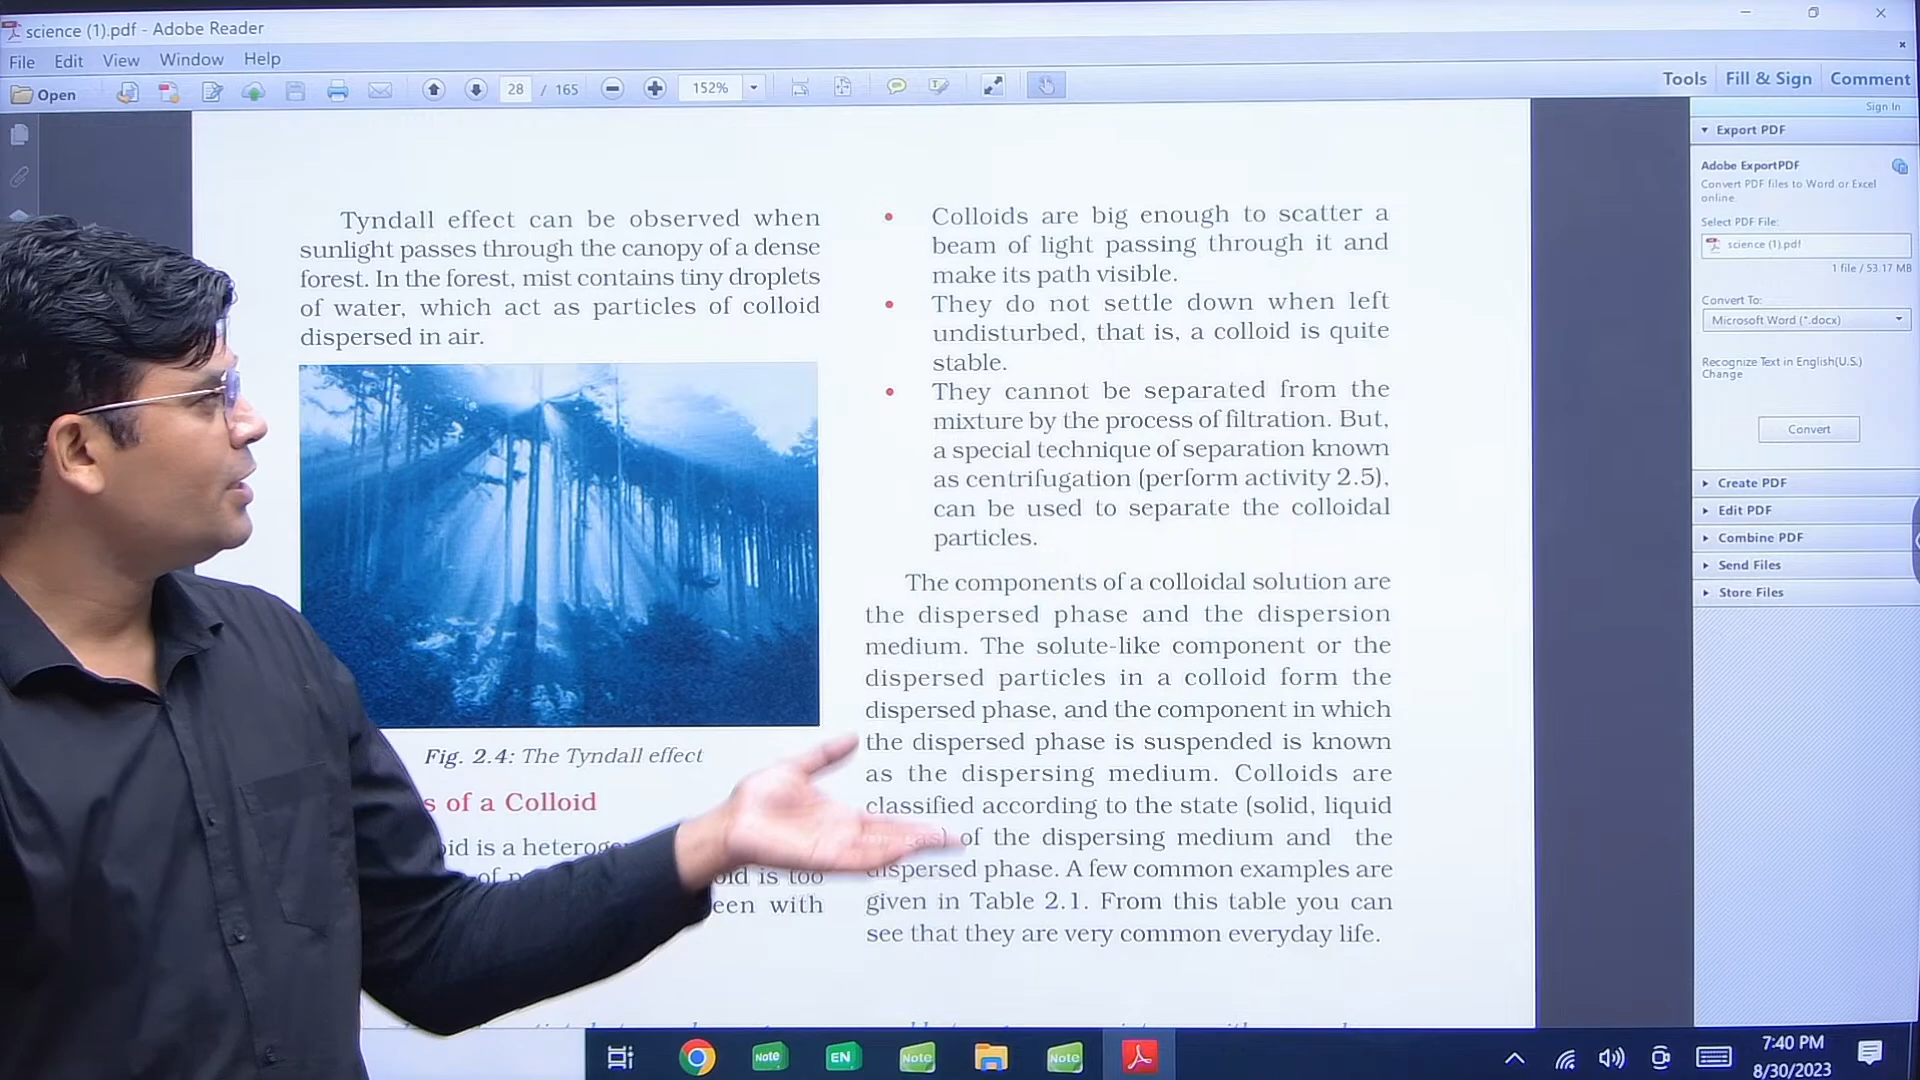 science (1).pdf - Adobe Reader
File Edit View Window Help
Open 28 / 165 152% Tools Fill & Sign Comment
Sign In
Export PDF
Adobe ExportPDF
Convert PDF files to Word or Excel
online.
Select PDF File:
science (1).pdf
1 file / 53.17 MB
Convert To:
Microsoft Word (*.docx)
Recognize Text in English(U.S.)
Change
Convert
Create PDF
Edit PDF
Combine PDF
Send Files
Store Files
Tyndall effect can be observed when
sunlight passes through the canopy of a dense
forest. In the forest, mist contains tiny droplets
of water, which act as particles of colloid
dispersed in air.
Fig. 2.4: The Tyndall effect
s of a Colloid
oid is a heteroge
of p oid is too
een with
• Colloids are big enough to scatter a
beam of light passing through it and
make its path visible.
• They do not settle down when left
undisturbed, that is, a colloid is quite
stable.
• They cannot be separated from the
mixture by the process of filtration. But,
a special technique of separation known
as centrifugation (perform activity 2.5),
can be used to separate the colloidal
particles.
The components of a colloidal solution are
the dispersed phase and the dispersion
medium. The solute-like component or the
dispersed particles in a colloid form the
dispersed phase, and the component in which
the dispersed phase is suspended is known
as the dispersing medium. Colloids are
classified according to the state (solid, liquid
gas) of the dispersing medium and the
dispersed phase. A few common examples are
given in Table 2.1. From this table you can
see that they are very common everyday life.
Note EN Note Note
7:40 PM
8/30/2023